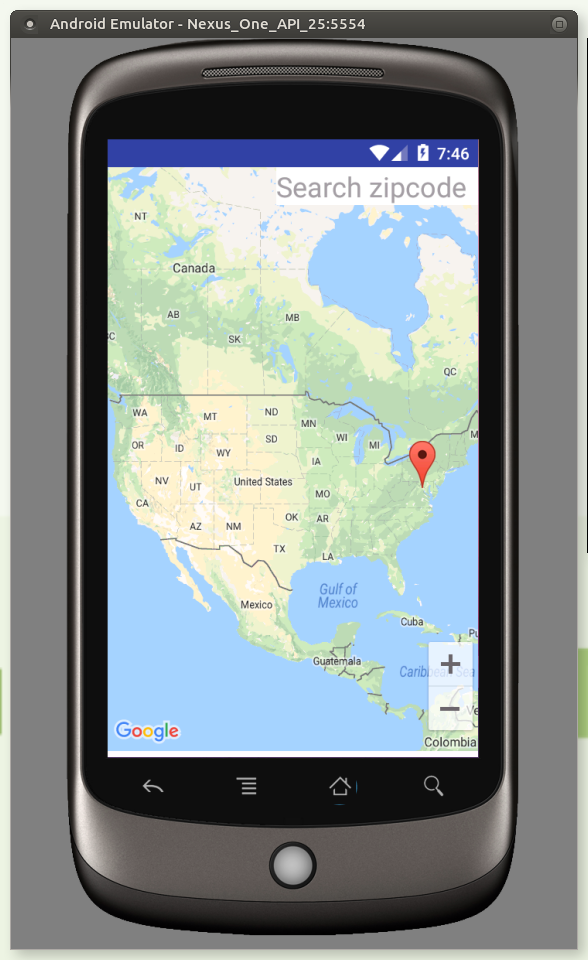 Android Emulator - Nexus_One_API_25:5554
7:46
Search zipcode
NT
Canada
AB
MB
SK
QC
WA
MT
ND
MN
OR
ID
SD
WI
MI
WY
IA
NV
UT
United States
MO
CA
OK
AR
AZ
NM
TX
LA
Gulf of
Mexico
Mexico
Cuba
Guatemala
Caribbean Sea
Google
Colombia